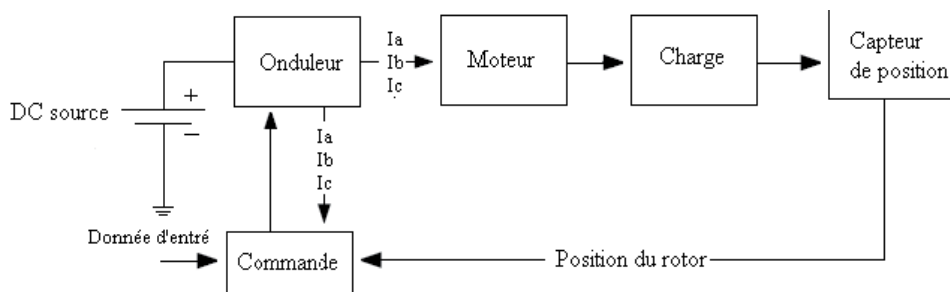 Onduleur
Ia
Ib
Ic
Moteur
Charge
Capteur
de position
+
DC source
−
Ia
Ib
Ic
Donnée d'entré
Commande
Position du rotor